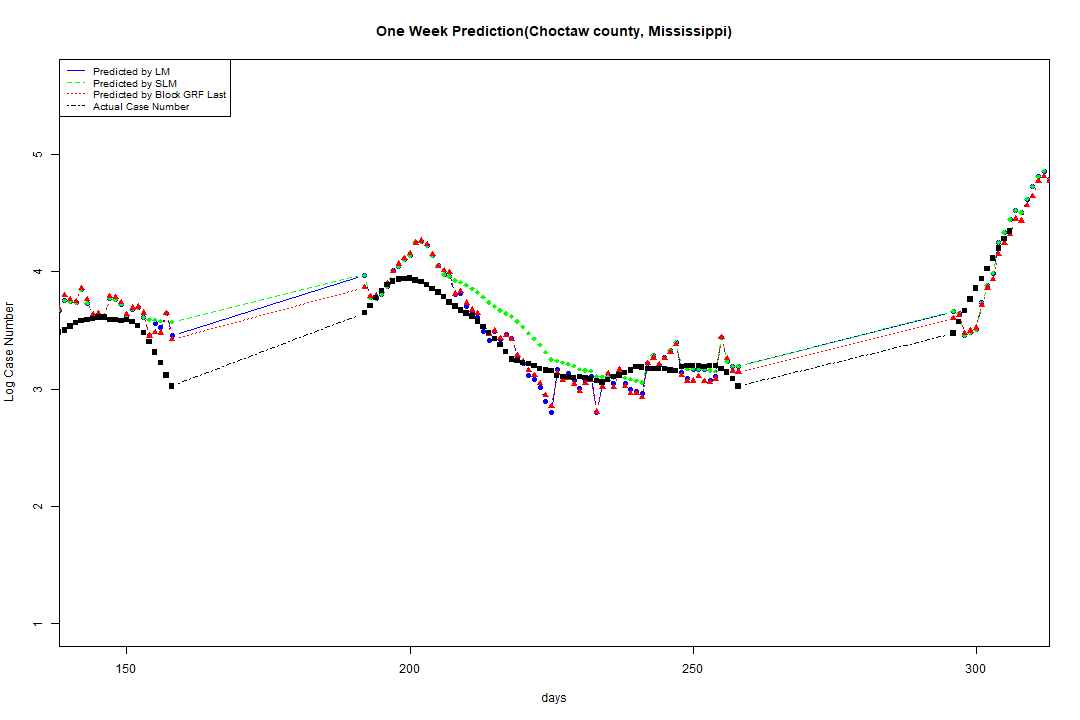 One Week Prediction(Choctaw county, Mississippi)
Predicted by LM
Predicted by SLM
Predicted by Block GRF Last
Actual Case Number
5
4
3
2
1
Log Case Number
150 200 250 300
days